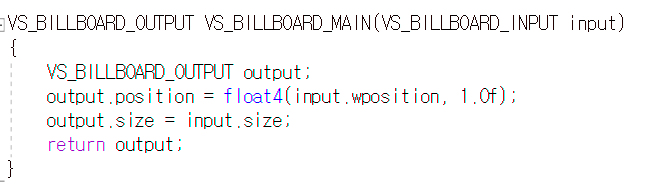 VS_BILLBOARD_OUTPUT VS_BILLBOARD_MAIN(VS_BILLBOARD_INPUT input)
{
    VS_BILLBOARD_OUTPUT output;
    output.position = float4(input.wposition, 1.0f);
    output.size = input.size;
    return output;
}